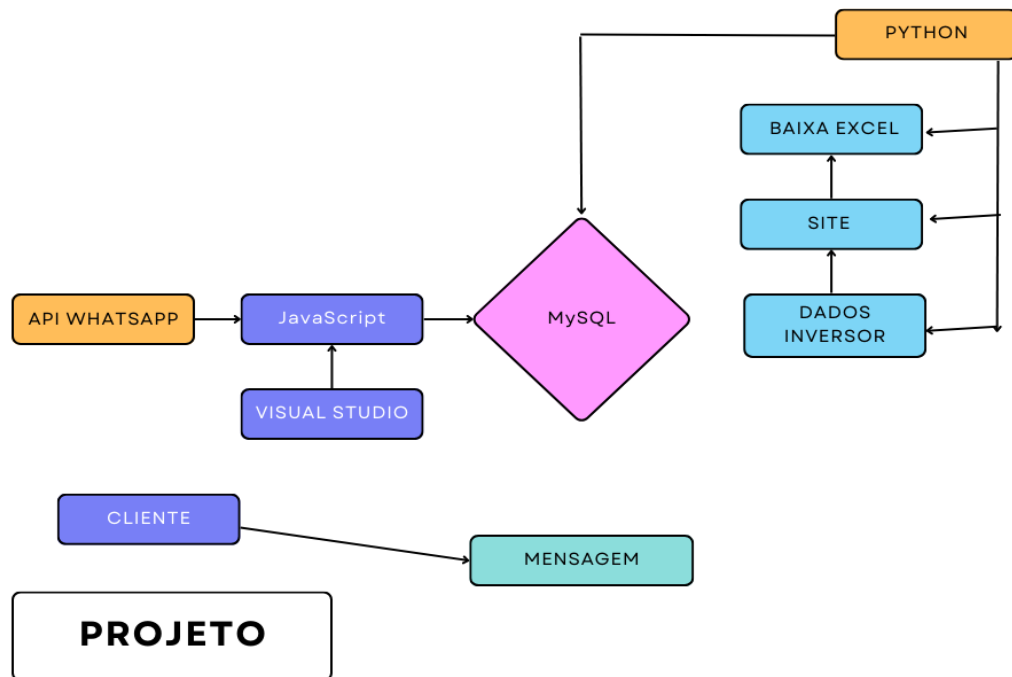 PYTHON
BAIXA EXCEL
SITE
DADOS
INVERSOR
API WHATSAPP
JavaScript
MySQL
VISUAL STUDIO
CLIENTE
MENSAGEM
PROJETO